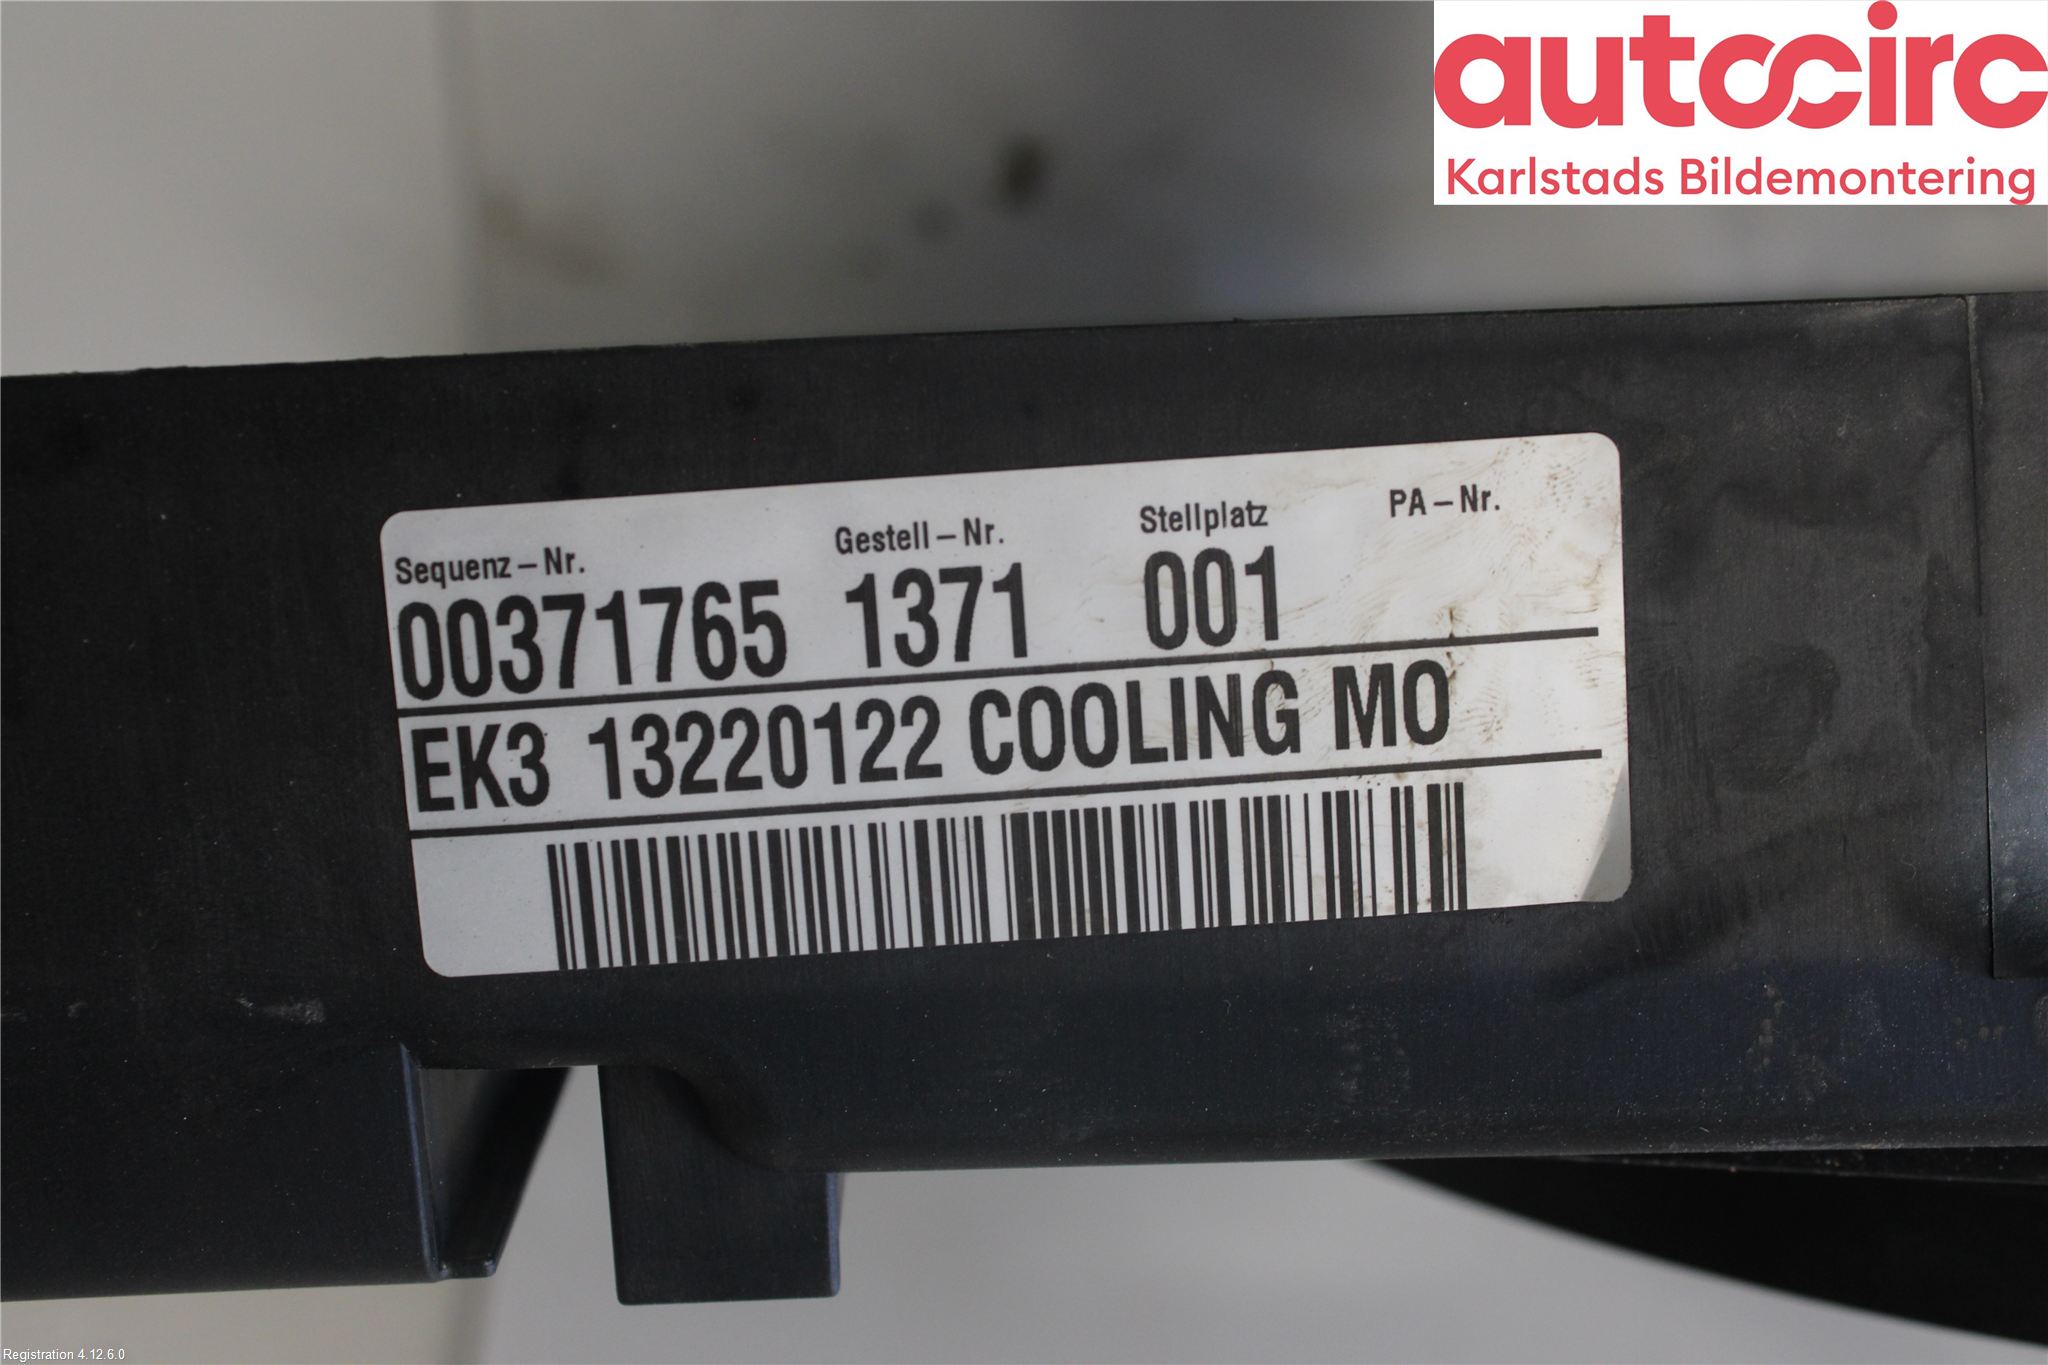 autocirc
Karlstads Bildemontering
Sequenz-Nr. Gestell-Nr. Stellplatz PA-Nr.
00371765 1371 001
EK3 13220122 COOLING MO
Registration 4.12.6.0